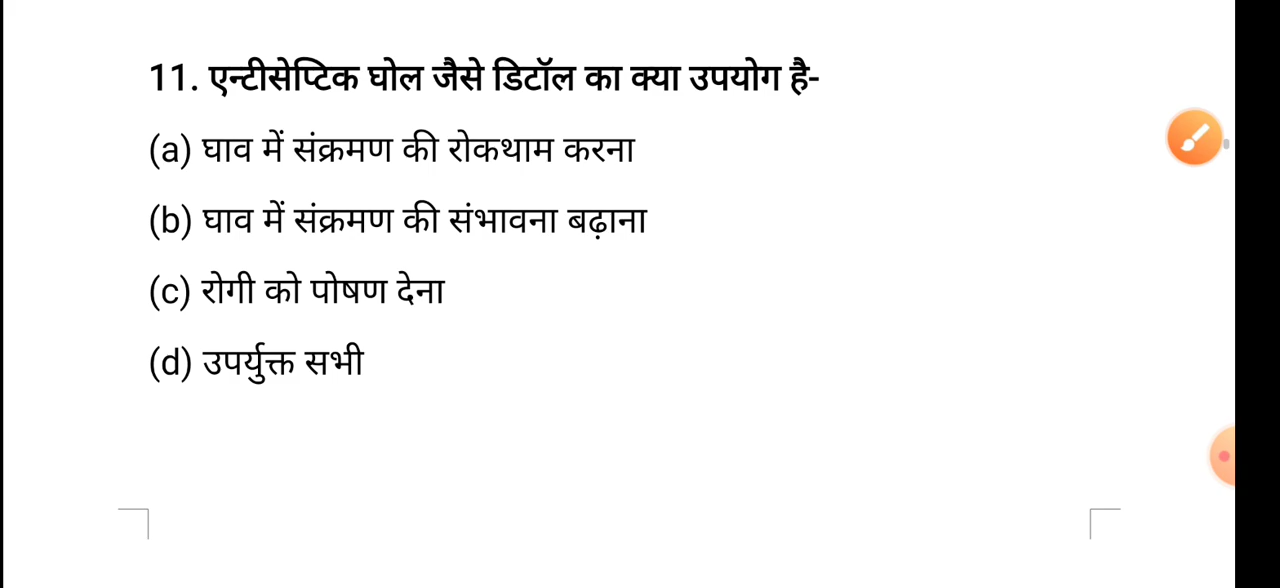 11. एन्टीसेप्टिक घोल जैसे डिटॉल का क्या उपयोग है-
(a) घाव में संक्रमण की रोकथाम करना
(b) घाव में संक्रमण की संभावना बढ़ाना
(c) रोगी को पोषण देना
(d) उपर्युक्त सभी